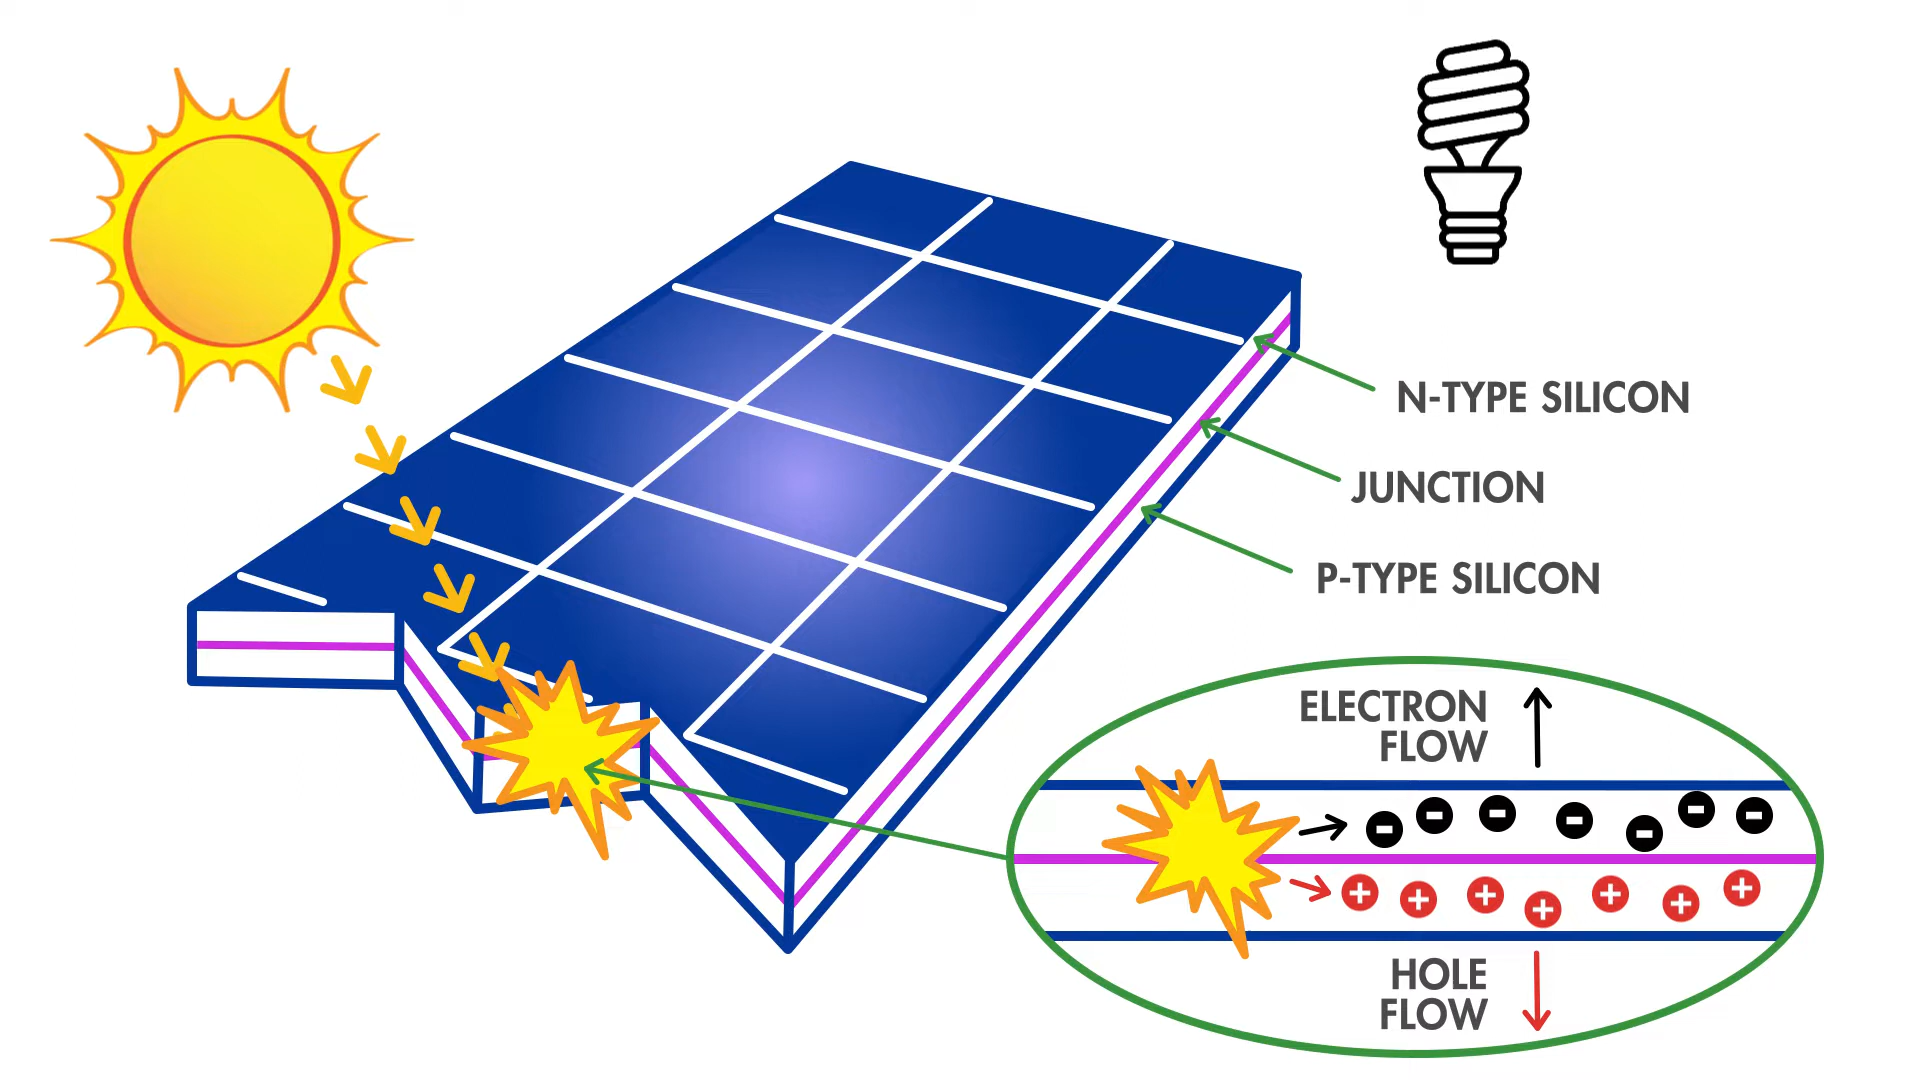 N-TYPE SILICON
JUNCTION
P-TYPE SILICON
ELECTRON
FLOW
HOLE
FLOW